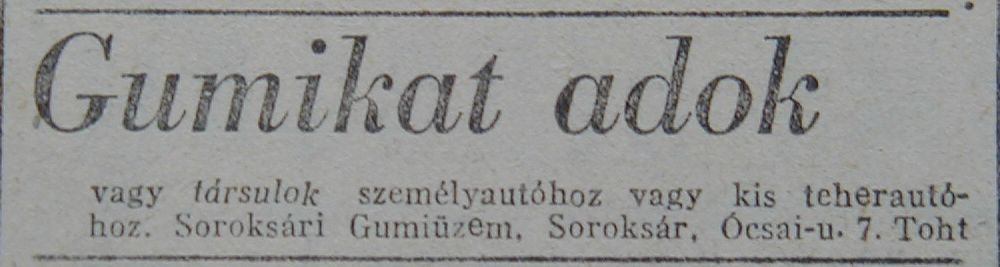 Gumikat adok
vagy társulok személyautóhoz vagy kis teherautó-
hoz. Soroksári Gumiüzem, Soroksár, Ócsai-u. 7. Toht